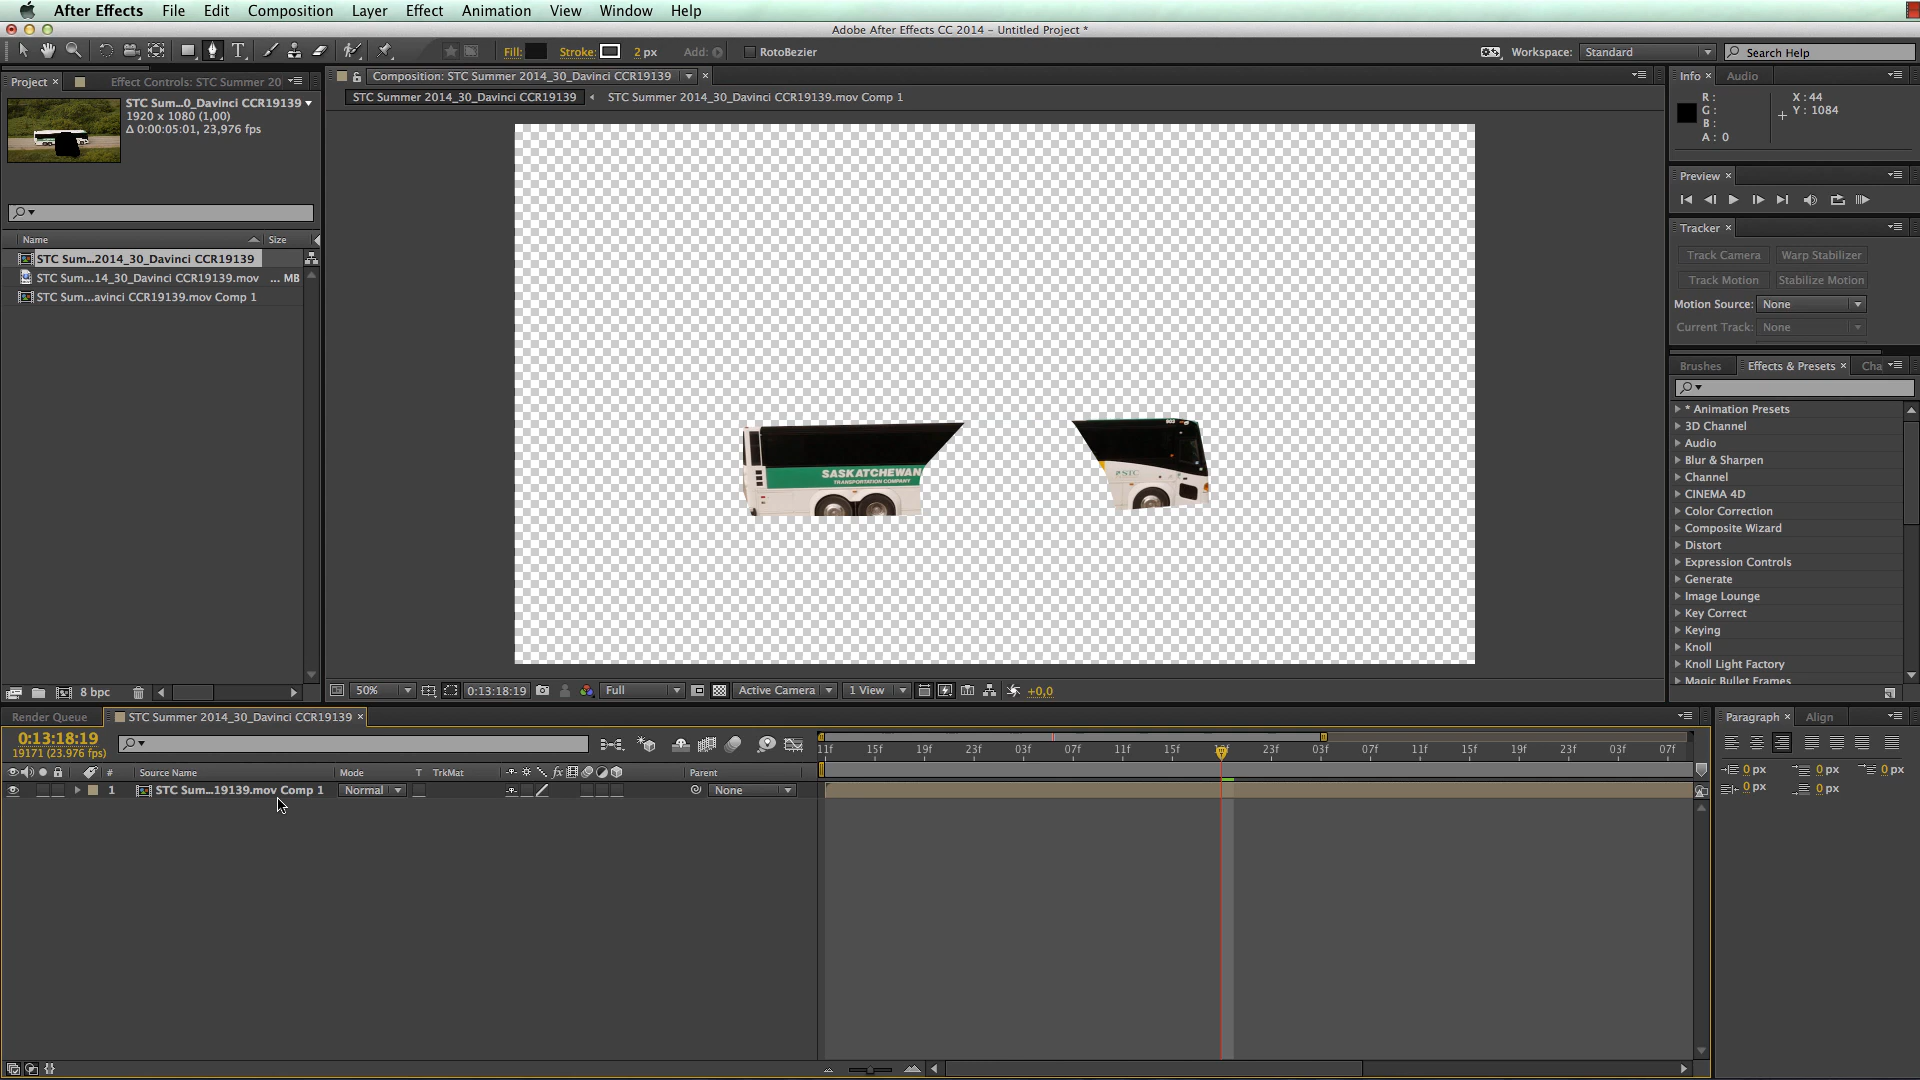 After Effects File Edit Composition Layer Effect Animation View Window Help
Adobe After Effects CC 2014 – Untitled Project *
T Fill: Stroke: 2 px Add: RotoBezier Workspace: Standard Search Help
Project × Effect Controls: STC Summer 20
STC Sum...0_Davinci CCR19139
1920 x 1080 (1,00)
Δ 0:00:05:01, 23,976 fps
Name Size
STC Sum...2014_30_Davinci CCR19139
STC Sum...14_30_Davinci CCR19139.mov ... MB
STC Sum...avinci CCR19139.mov Comp 1
8 bpc
Composition: STC Summer 2014_30_Davinci CCR19139 ×
STC Summer 2014_30_Davinci CCR19139 STC Summer 2014_30_Davinci CCR19139.mov Comp 1
SASKATCHEWAN
TRANSPORTATION COMPANY
903
STC
50% 0:13:18:19 Full Active Camera 1 View +0,0
Info × Audio
R: X: 44
G: Y: 1084
B:
A: 0
Preview ×
Tracker ×
Track Camera Warp Stabilizer
Track Motion Stabilize Motion
Motion Source: None
Current Track: None
Brushes Effects & Presets × Cha
* Animation Presets
3D Channel
Audio
Blur & Sharpen
Channel
CINEMA 4D
Color Correction
Composite Wizard
Distort
Expression Controls
Generate
Image Lounge
Key Correct
Keying
Knoll
Knoll Light Factory
Magic Bullet Frames
Render Queue STC Summer 2014_30_Davinci CCR19139 ×
0:13:18:19
19171 (23.976 fps)
11f 15f 19f 23f 03f 07f 11f 15f 19f 23f 03f 07f 11f 15f 19f 23f 03f 07f
# Source Name Mode T TrkMat fx Parent
1 STC Sum...19139.mov Comp 1 Normal None
Paragraph × Align
0 px 0 px 0 px
0 px 0 px